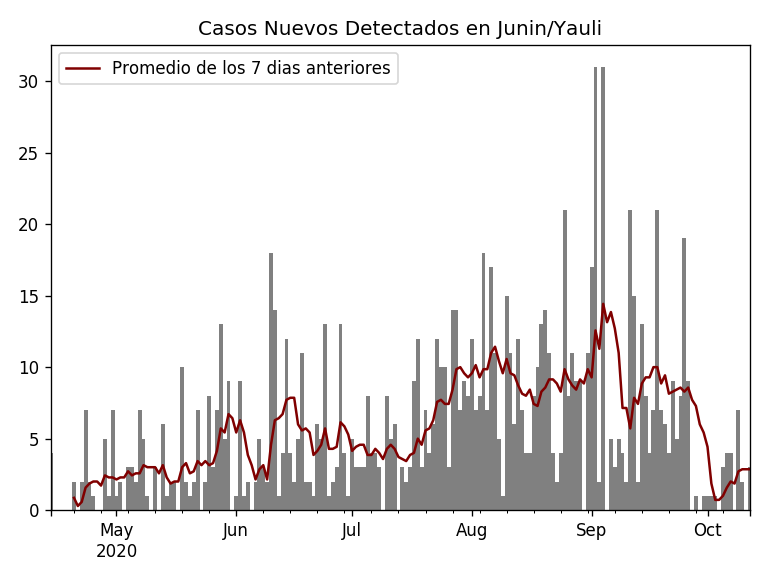 Casos Nuevos Detectados en Junin/Yauli
Promedio de los 7 dias anteriores
30
25
20
15
10
5
0
May Jun Jul Aug Sep Oct
2020